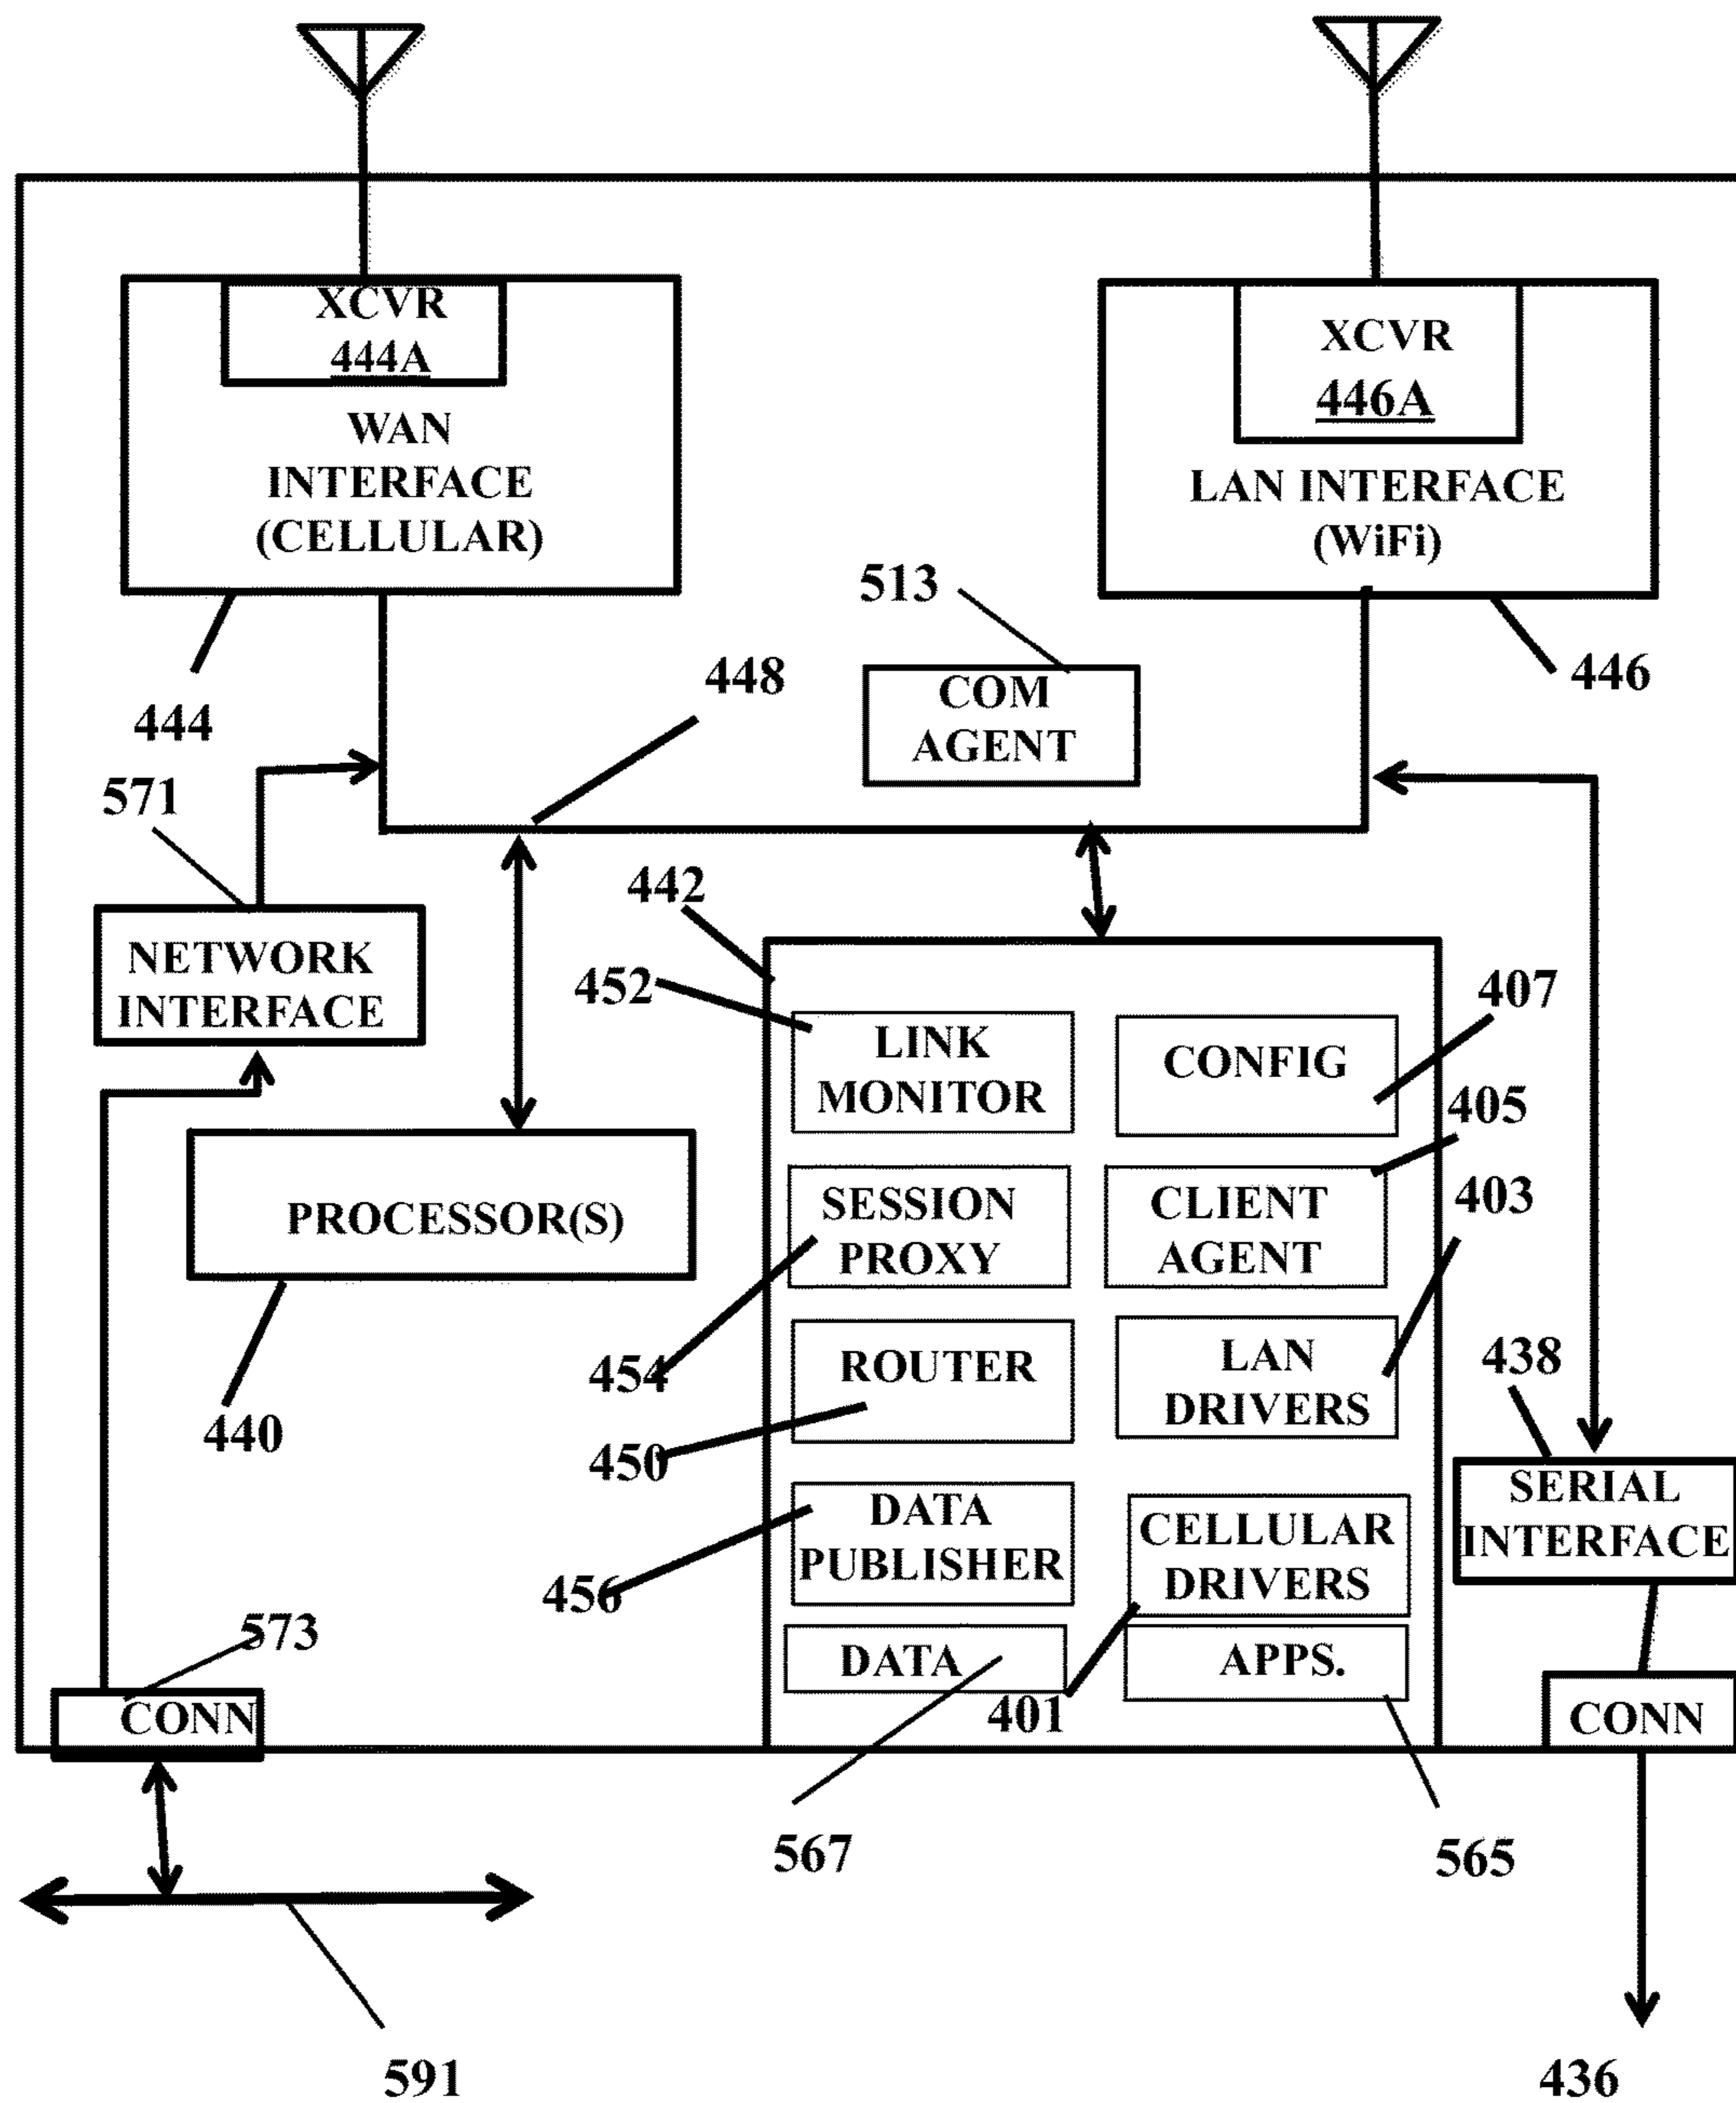 XCVR
444A
WAN
INTERFACE
(CELLULAR)
XCVR
446A
LAN INTERFACE
(WiFi)
513
444
448
COM
AGENT
446
571
442
NETWORK
INTERFACE
452
407
LINK
MONITOR
CONFIG
405
PROCESSOR(S)
SESSION
PROXY
CLIENT
AGENT
403
454
ROUTER
LAN
DRIVERS
438
440
450
DATA
PUBLISHER
CELLULAR
DRIVERS
SERIAL
INTERFACE
456
573
DATA
401
APPS.
CONN
CONN
567
565
591
436